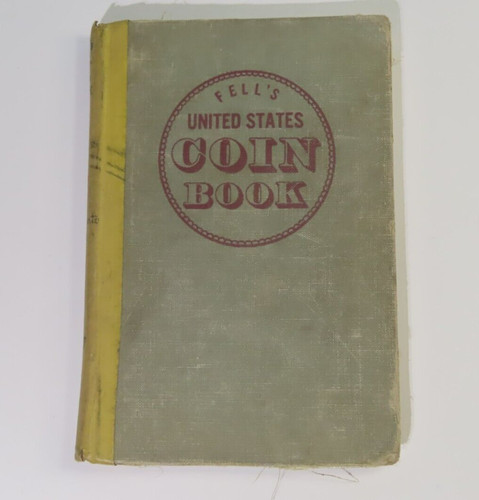 FELL'S
UNITED STATES
COIN
BOOK